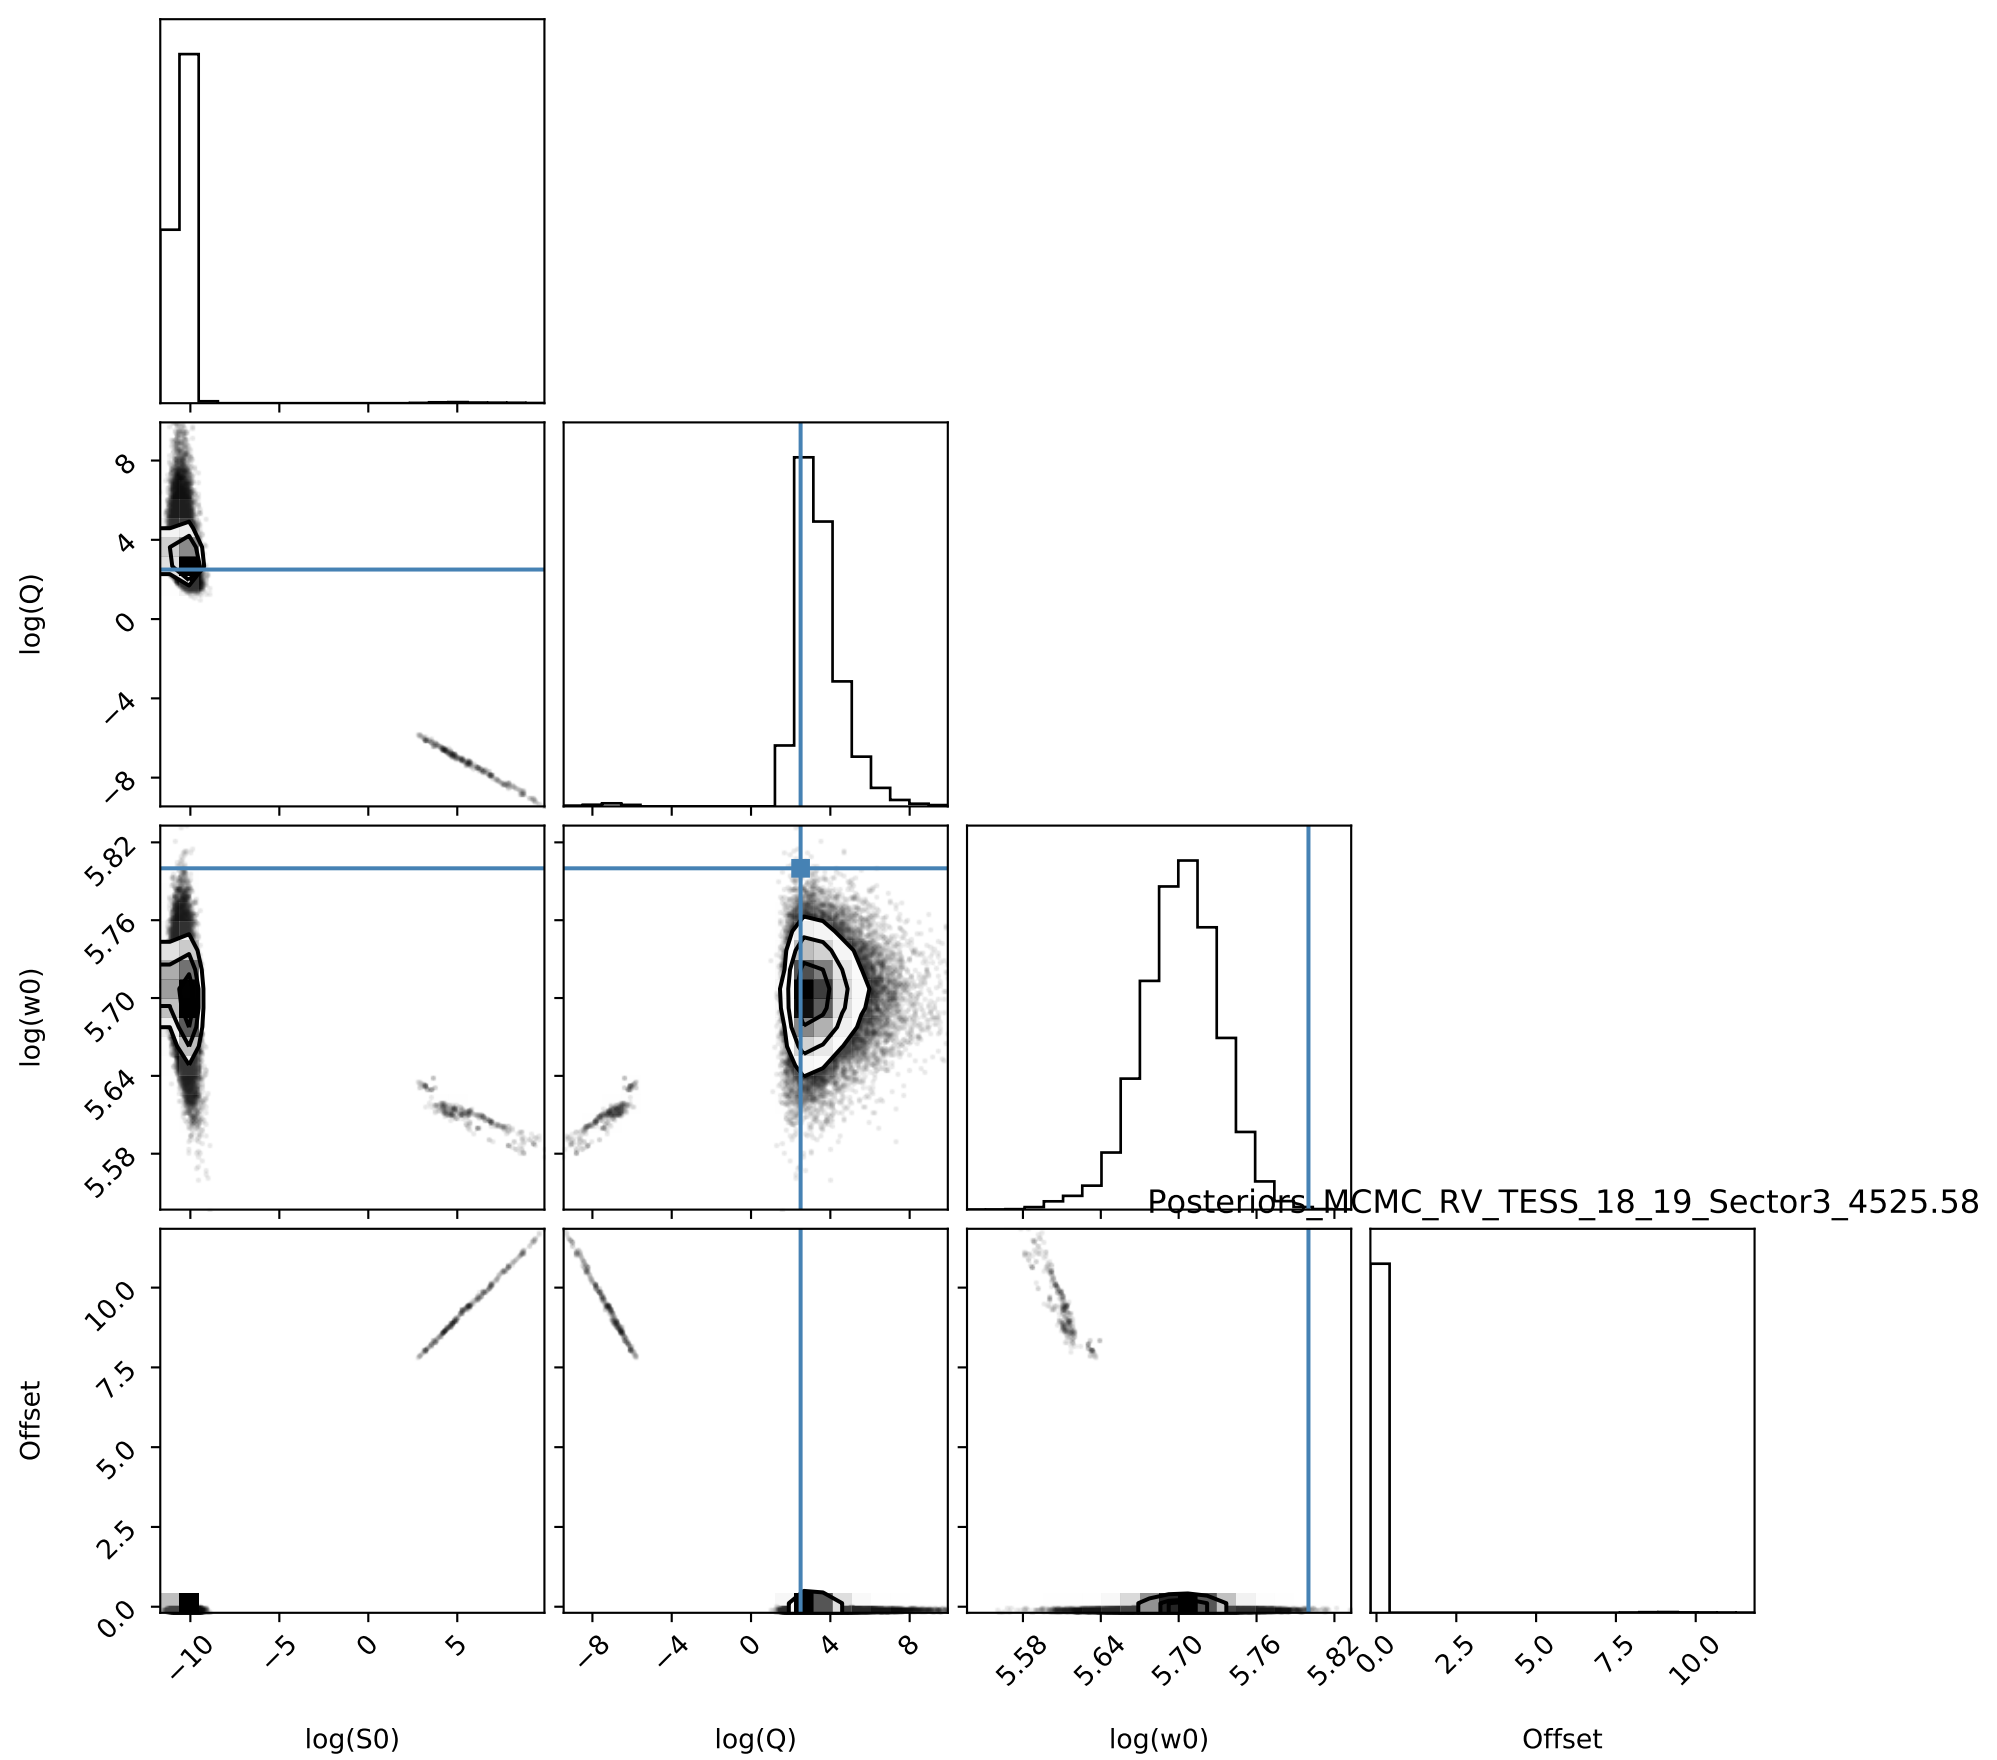 8
4
0
−4
−8
log(Q)
5.82
5.76
5.70
5.64
5.58
log(w0)
Posteriors_MCMC_RV_TESS_18_19_Sector3_4525.58
10.0
7.5
5.0
2.5
0.0
Offset
−10 −5 0 5
−8 −4 0 4 8
5.58 5.64 5.70 5.76 5.82
0.0 2.5 5.0 7.5 10.0
log(S0) log(Q) log(w0) Offset